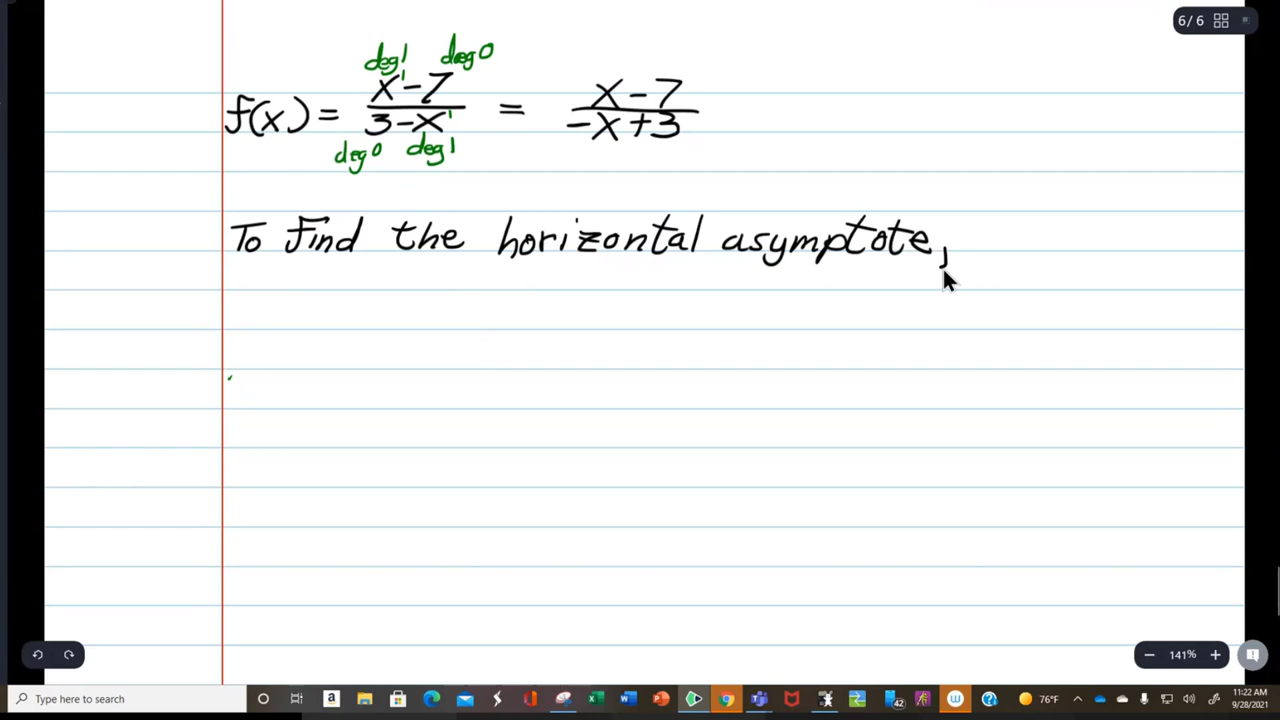 6/6
deg1 deg0
f(x) = x¹-7 / 3-x¹ = x-7 / -x+3
deg0 deg1
To find the horizontal asymptote,
141%
Type here to search
42
76°F
11:22 AM
9/28/2021